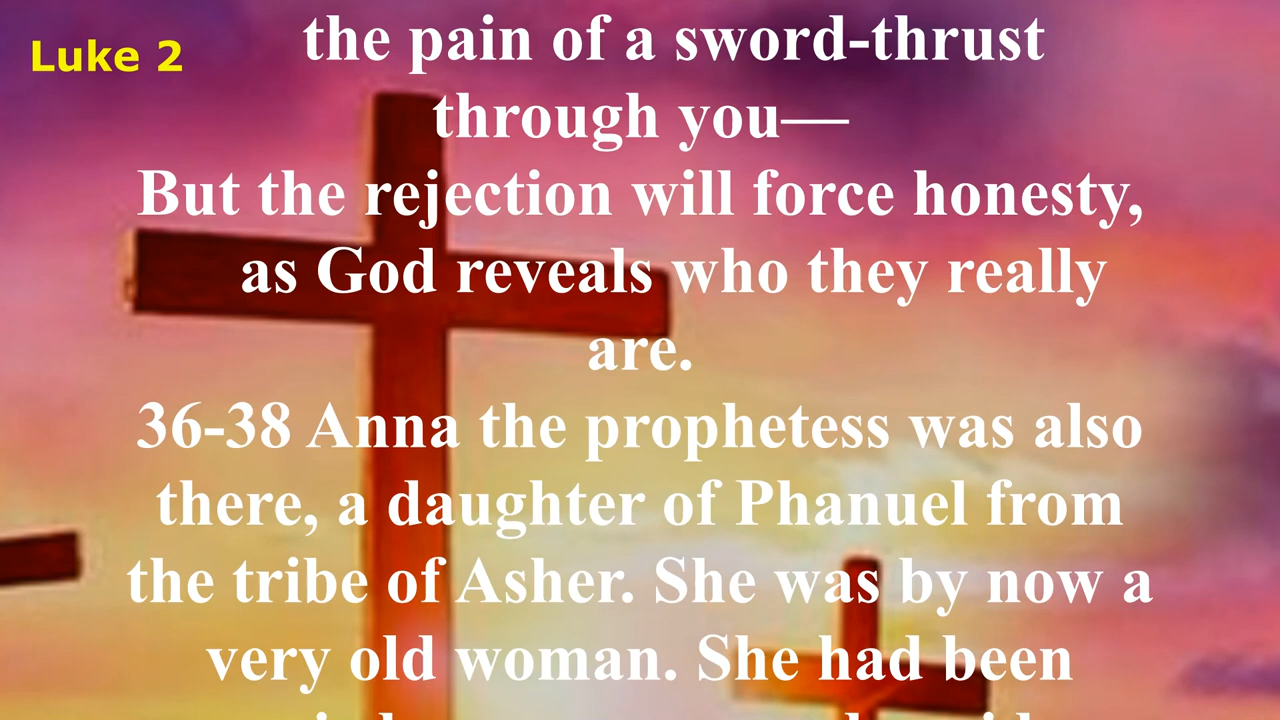 Luke 2
the pain of a sword-thrust
through you—
But the rejection will force honesty,
as God reveals who they really
are.
36-38 Anna the prophetess was also
there, a daughter of Phanuel from
the tribe of Asher. She was by now a
very old woman. She had been